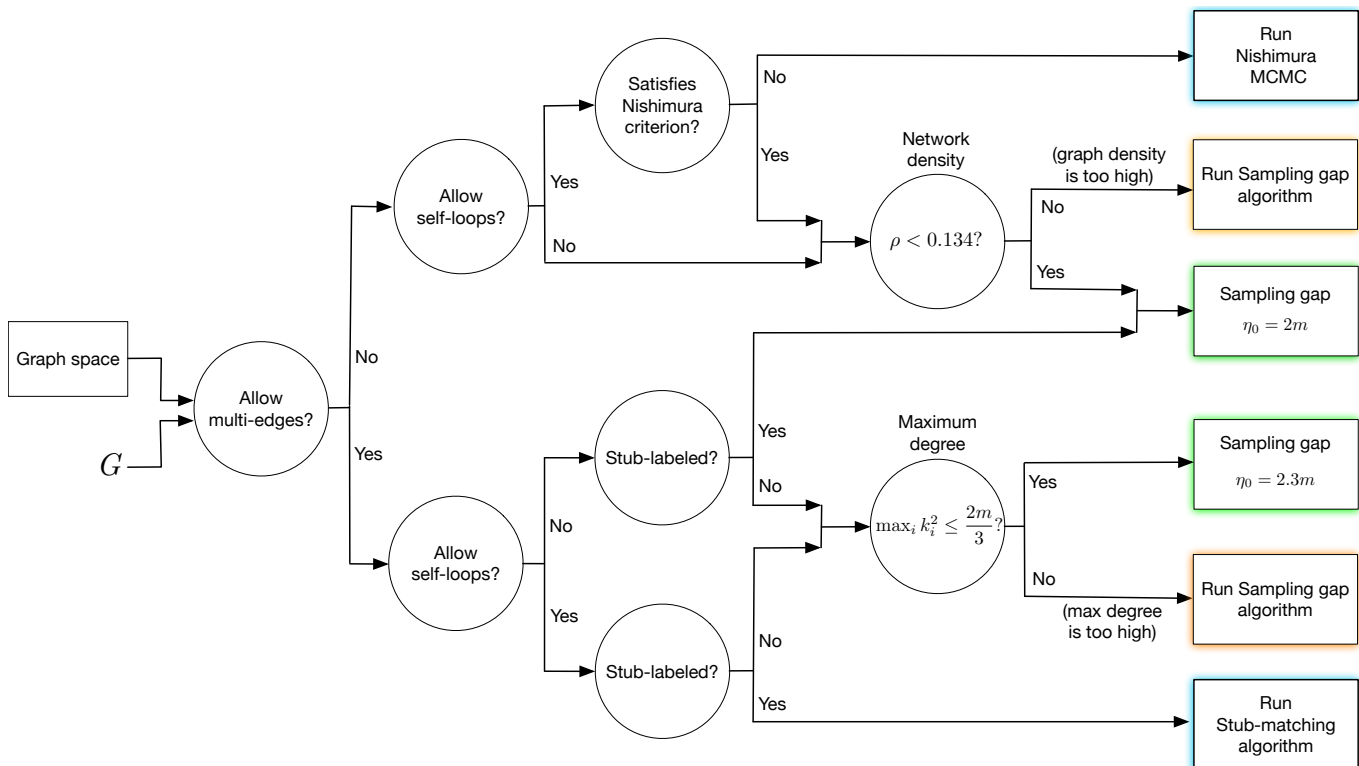 Graph space
G
Allow
multi-edges?
No
Yes
Allow
self-loops?
Yes
No
Satisfies
Nishimura
criterion?
No
Yes
Network
density
ρ < 0.134?
(graph density
is too high)
No
Yes
Run
Nishimura
MCMC
Run Sampling gap
algorithm
Sampling gap
η₀ = 2m
Allow
self-loops?
No
Yes
Stub-labeled?
Yes
No
Stub-labeled?
No
Yes
Maximum
degree
maxᵢ kᵢ² ≤ 2m/3?
Yes
No
(max degree
is too high)
Sampling gap
η₀ = 2.3m
Run Sampling gap
algorithm
Run
Stub-matching
algorithm